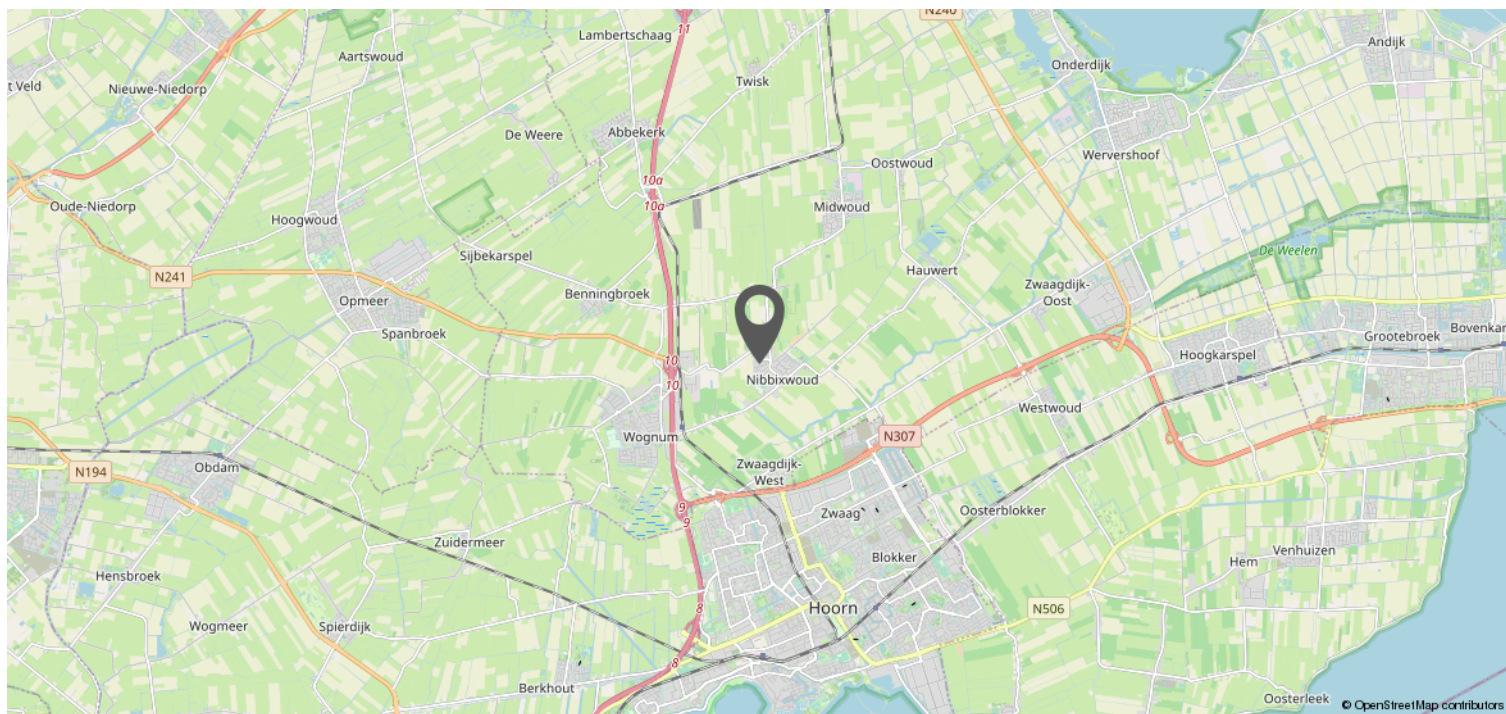 N240
Lambertschaag
11
Andijk
Aartswoud
Onderdijk
t Veld
Nieuwe-Niedorp
Twisk
De Weere
Abbekerk
Wervershoof
Oostwoud
10a
10a
Oude-Niedorp
Midwoud
Hoogwoud
Sijbekarspel
De Weelen
N241
Hauwert
Zwaagdijk-
Oost
Benningbroek
Opmeer
Spanbroek
Bovenkar
Grootebroek
Hoogkarspel
10
10
Nibbixwoud
Westwoud
Wognum
N307
Zwaagdijk-
West
N194
Obdam
9
9
Zwaag
Oosterblokker
Zuidermeer
Blokker
Venhuizen
Hem
Hensbroek
8
Hoorn
N506
Wogmeer
Spierdijk
8
Berkhout
Oosterleek
© OpenStreetMap contributors